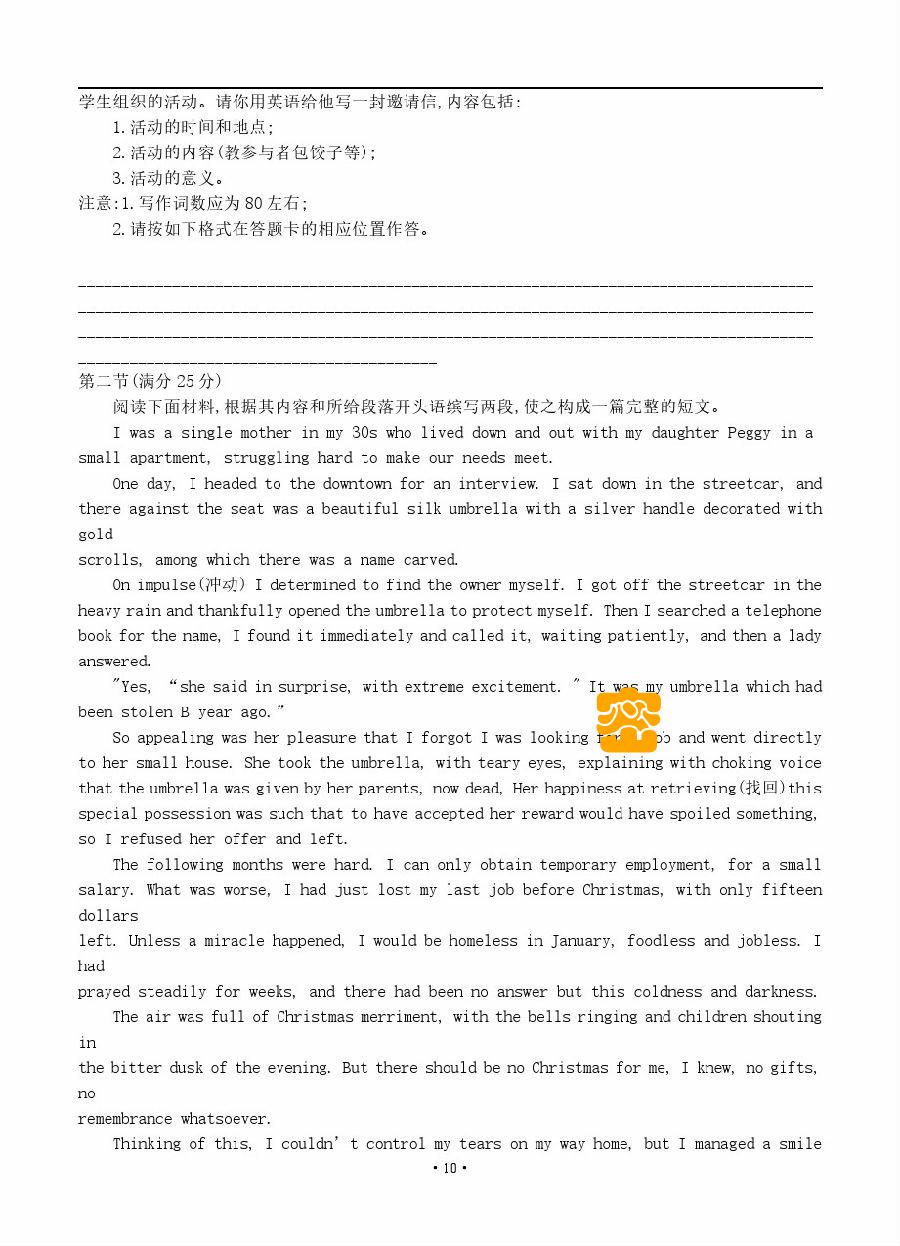 学生组织的活动。请你用英语给他写一封邀请信,内容包括:
1.活动的时间和地点;
2.活动的内容(教参与者包饺子等);
3.活动的意义。
注意:1.写作词数应为80左右;
2.请按如下格式在答题卡的相应位置作答。
第二节(满分25分)
阅读下面材料,根据其内容和所给段落开头语缤写两段,使之构成一篇完整的短文。
I was a single mother in my 30s who lived down and out with my daughter Peggy in a
small apartment, struggling hard to make our needs meet.
One day, I headed to the downtown for an interview. I sat down in the streetcar, and
there against the seat was a beautiful silk umbrella with a silver handle decorated with
gold
scrolls, among which there was a name carved.
On impulse(冲动) I determined to find the owner myself. I got off the streetcar in the
heavy rain and thankfully opened the umbrella to protect myself. Then I searched a telephone
book for the name, I found it immediately and called it, waiting patiently, and then a lady
answered.
"Yes, “she said in surprise, with extreme excitement. " It was my umbrella which had
been stolen B year ago. "
So appealing was her pleasure that I forgot I was looking and went directly
to her small house. She took the umbrella, with teary eyes, explaining with choking voice
that the umbrella was given by her parents, now dead, Her happiness at retrieving(找回)this
special possession was such that to have accepted her reward would have spoiled something,
so I refused her offer and left.
The following months were hard. I can only obtain temporary employment, for a small
salary. What was worse, I had just lost my last job before Christmas, with only fifteen
dollars
left. Unless a miracle happened, I would be homeless in January, foodless and jobless. I
had
prayed steadily for weeks, and there had been no answer but this coldness and darkness.
The air was full of Christmas merriment, with the bells ringing and children shouting
in
the bitter dusk of the evening. But there should be no Christmas for me, I knew, no gifts,
no
remembrance whatsoever.
Thinking of this, I couldn’t control my tears on my way home, but I managed a smile
·10·